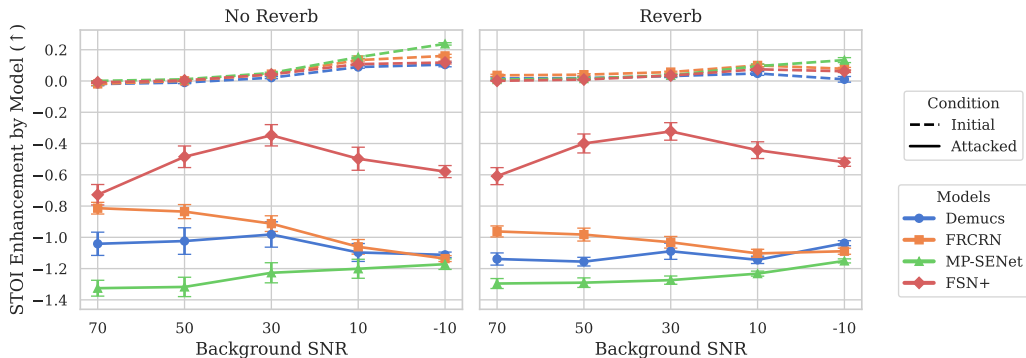 No Reverb
Reverb
STOI Enhancement by Model (↑)
0.2
0.0
−0.2
−0.4
−0.6
−0.8
−1.0
−1.2
−1.4
70 50 30 10 -10
70 50 30 10 -10
Background SNR
Background SNR
Condition
Initial
Attacked
Models
Demucs
FRCRN
MP-SENet
FSN+